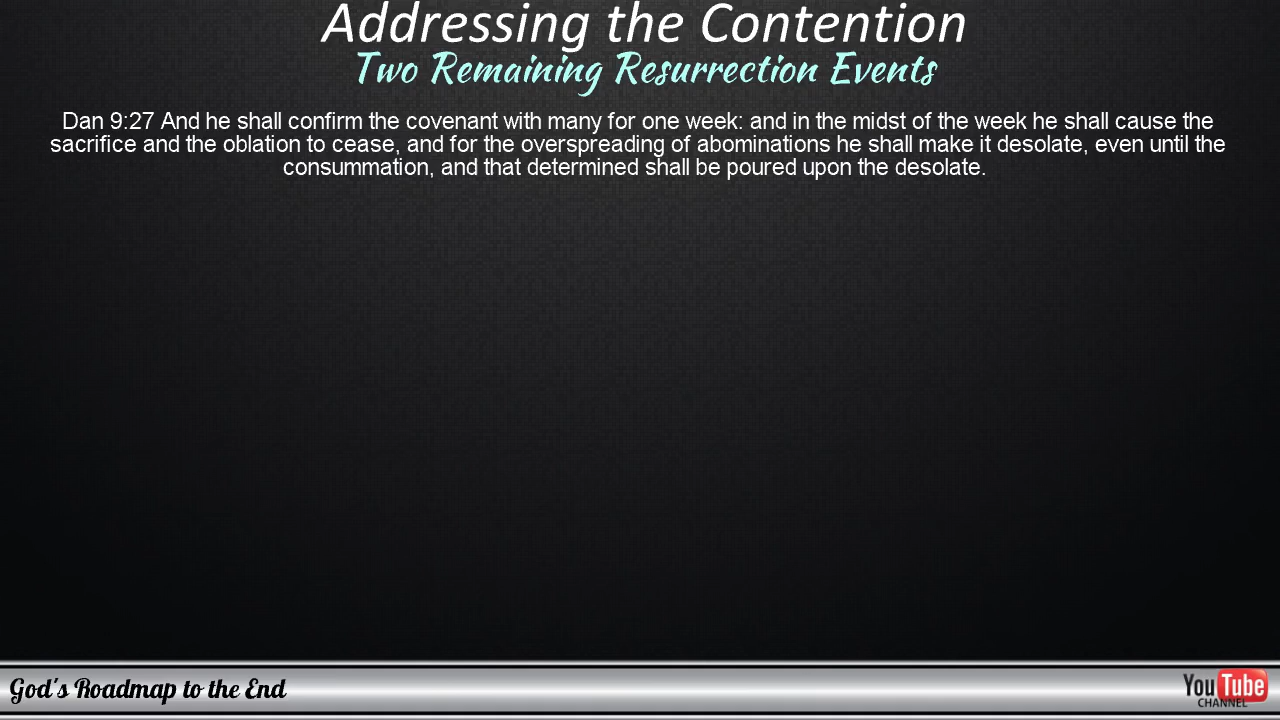 Addressing the Contention
Two Remaining Resurrection Events
Dan 9:27 And he shall confirm the covenant with many for one week: and in the midst of the week he shall cause the
sacrifice and the oblation to cease, and for the overspreading of abominations he shall make it desolate, even until the
consummation, and that determined shall be poured upon the desolate.
God's Roadmap to the End
YouTube
CHANNEL